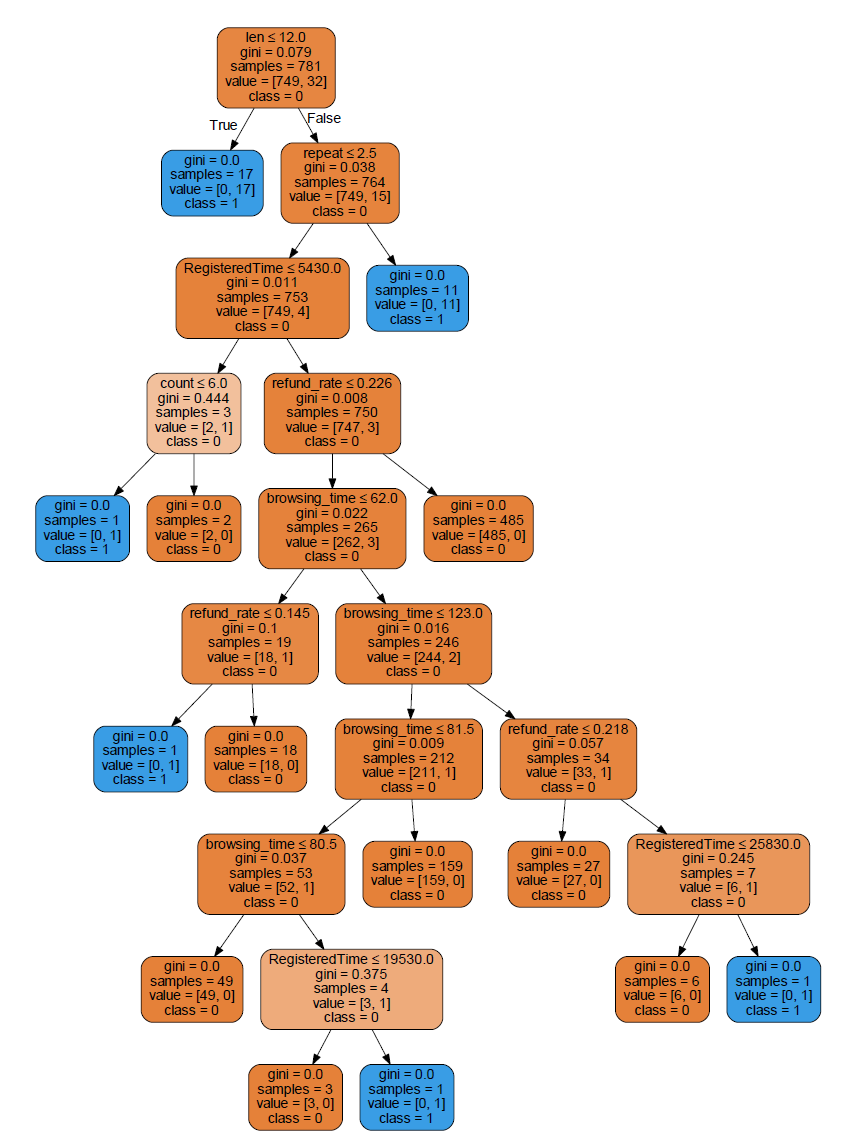 len ≤ 12.0
gini = 0.079
samples = 781
value = [749, 32]
class = 0
True
False
gini = 0.0
samples = 17
value = [0, 17]
class = 1
repeat ≤ 2.5
gini = 0.038
samples = 764
value = [749, 15]
class = 0
RegisteredTime ≤ 5430.0
gini = 0.011
samples = 753
value = [749, 4]
class = 0
gini = 0.0
samples = 11
value = [0, 11]
class = 1
count ≤ 6.0
gini = 0.444
samples = 3
value = [2, 1]
class = 0
refund_rate ≤ 0.226
gini = 0.008
samples = 750
value = [747, 3]
class = 0
gini = 0.0
samples = 1
value = [0, 1]
class = 1
gini = 0.0
samples = 2
value = [2, 0]
class = 0
browsing_time ≤ 62.0
gini = 0.022
samples = 265
value = [262, 3]
class = 0
gini = 0.0
samples = 485
value = [485, 0]
class = 0
refund_rate ≤ 0.145
gini = 0.1
samples = 19
value = [18, 1]
class = 0
browsing_time ≤ 123.0
gini = 0.016
samples = 246
value = [244, 2]
class = 0
gini = 0.0
samples = 1
value = [0, 1]
class = 1
gini = 0.0
samples = 18
value = [18, 0]
class = 0
browsing_time ≤ 81.5
gini = 0.009
samples = 212
value = [211, 1]
class = 0
refund_rate ≤ 0.218
gini = 0.057
samples = 34
value = [33, 1]
class = 0
browsing_time ≤ 80.5
gini = 0.037
samples = 53
value = [52, 1]
class = 0
gini = 0.0
samples = 159
value = [159, 0]
class = 0
gini = 0.0
samples = 27
value = [27, 0]
class = 0
RegisteredTime ≤ 25830.0
gini = 0.245
samples = 7
value = [6, 1]
class = 0
gini = 0.0
samples = 49
value = [49, 0]
class = 0
RegisteredTime ≤ 19530.0
gini = 0.375
samples = 4
value = [3, 1]
class = 0
gini = 0.0
samples = 6
value = [6, 0]
class = 0
gini = 0.0
samples = 1
value = [0, 1]
class = 1
gini = 0.0
samples = 3
value = [3, 0]
class = 0
gini = 0.0
samples = 1
value = [0, 1]
class = 1